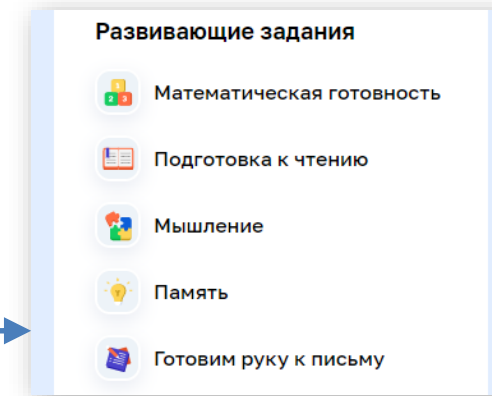 Развивающие задания
Математическая готовность
Подготовка к чтению
Мышление
Память
Готовим руку к письму